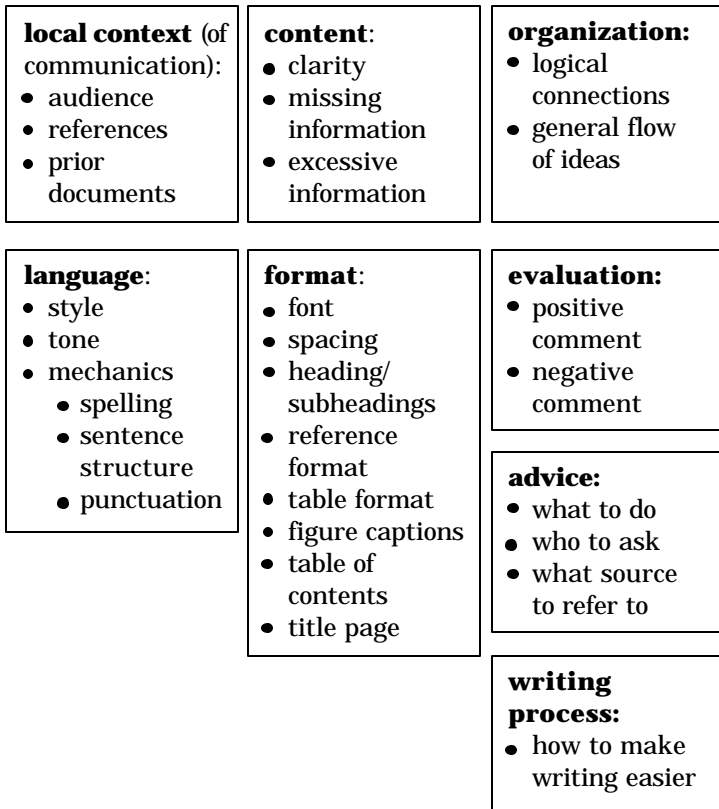 local context (of
communication):
• audience
• references
• prior
documents
content:
• clarity
• missing
information
• excessive
information
organization:
• logical
connections
• general flow
of ideas
language:
• style
• tone
• mechanics
• spelling
• sentence
structure
• punctuation
format:
• font
• spacing
• heading/
subheadings
• reference
format
• table format
• figure captions
• table of
contents
• title page
evaluation:
• positive
comment
• negative
comment
advice:
• what to do
• who to ask
• what source
to refer to
writing
process:
• how to make
writing easier